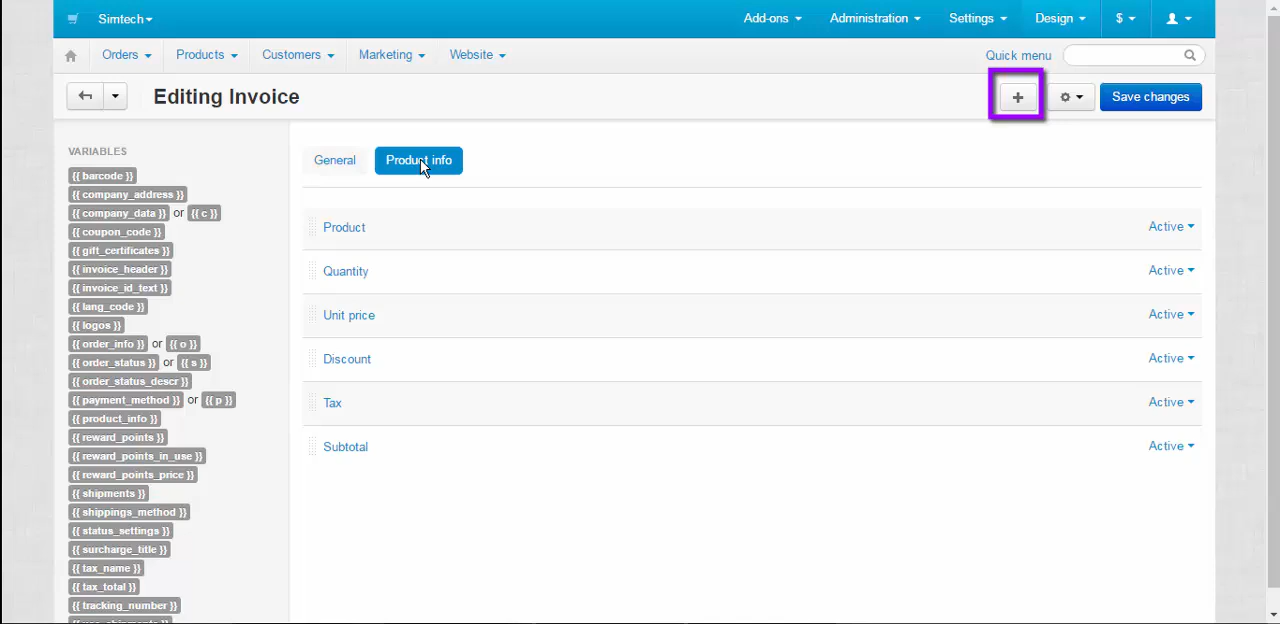 Simtech
Add-ons
Administration
Settings
Design
$
Orders
Products
Customers
Marketing
Website
Quick menu
Editing Invoice
+
Save changes
VARIABLES
{{ barcode }}
{{ company_address }}
{{ company_data }} or {{ c }}
{{ coupon_code }}
{{ gift_certificates }}
{{ invoice_header }}
{{ invoice_id_text }}
{{ lang_code }}
{{ logos }}
{{ order_info }} or {{ o }}
{{ order_status }} or {{ s }}
{{ order_status_descr }}
{{ payment_method }} or {{ p }}
{{ product_info }}
{{ reward_points }}
{{ reward_points_in_use }}
{{ reward_points_price }}
{{ shipments }}
{{ shippings_method }}
{{ status_settings }}
{{ surcharge_title }}
{{ tax_name }}
{{ tax_total }}
{{ tracking_number }}
General
Product info
Product Active
Quantity Active
Unit price Active
Discount Active
Tax Active
Subtotal Active